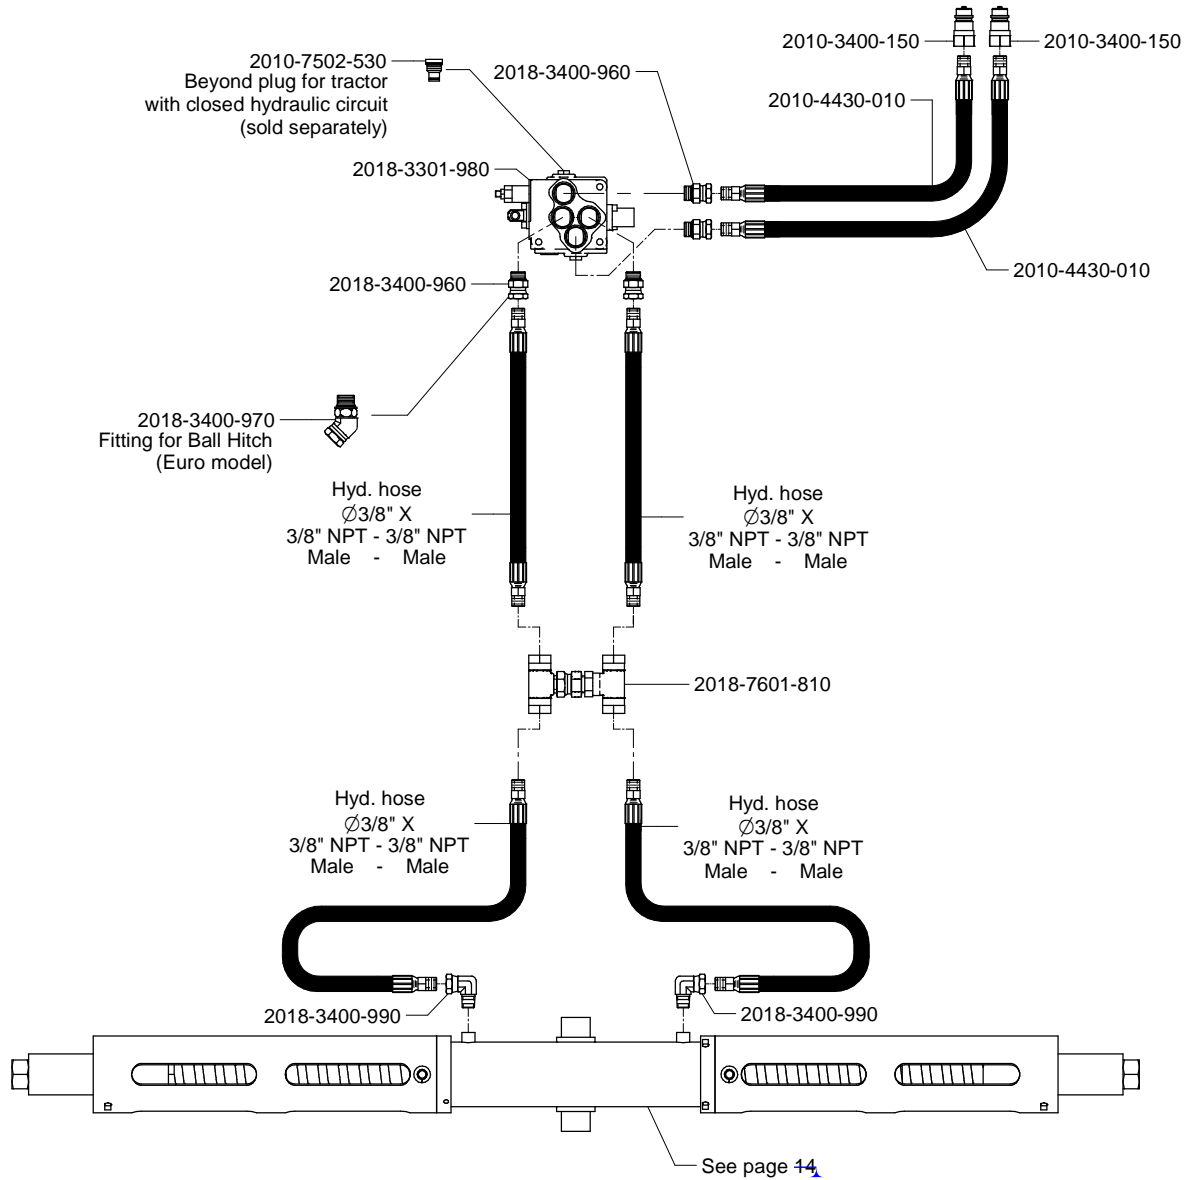 2010-3400-150
2010-3400-150
2010-7502-530
Beyond plug for tractor
with closed hydraulic circuit
(sold separately)
2018-3400-960
2010-4430-010
2018-3301-980
2010-4430-010
2018-3400-960
2018-3400-970
Fitting for Ball Hitch
(Euro model)
Hyd. hose
∅3/8" X
3/8" NPT - 3/8" NPT
Male - Male
Hyd. hose
∅3/8" X
3/8" NPT - 3/8" NPT
Male - Male
2018-7601-810
Hyd. hose
∅3/8" X
3/8" NPT - 3/8" NPT
Male - Male
Hyd. hose
∅3/8" X
3/8" NPT - 3/8" NPT
Male - Male
2018-3400-990
2018-3400-990
See page 14